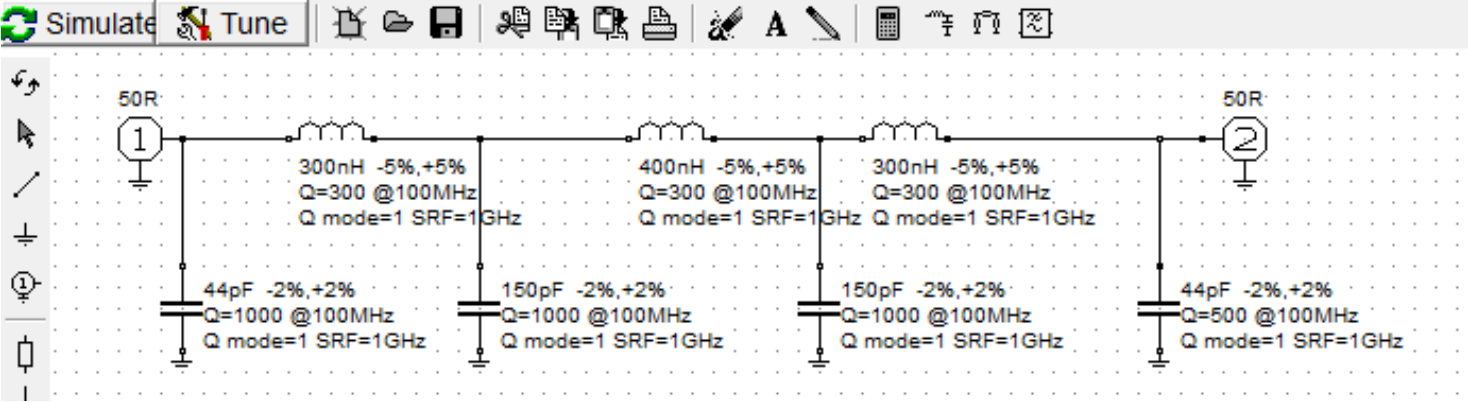 Simulate Tune
A
50R
50R
1
2
300nH -5%,+5%
Q=300 @100MHz
Q mode=1 SRF=1GHz
400nH -5%,+5%
Q=300 @100MHz
Q mode=1 SRF=1GHz
300nH -5%,+5%
Q=300 @100MHz
Q mode=1 SRF=1GHz
1
44pF -2%,+2%
Q=1000 @100MHz
Q mode=1 SRF=1GHz
150pF -2%,+2%
Q=1000 @100MHz
Q mode=1 SRF=1GHz
150pF -2%,+2%
Q=1000 @100MHz
Q mode=1 SRF=1GHz
44pF -2%,+2%
Q=500 @100MHz
Q mode=1 SRF=1GHz